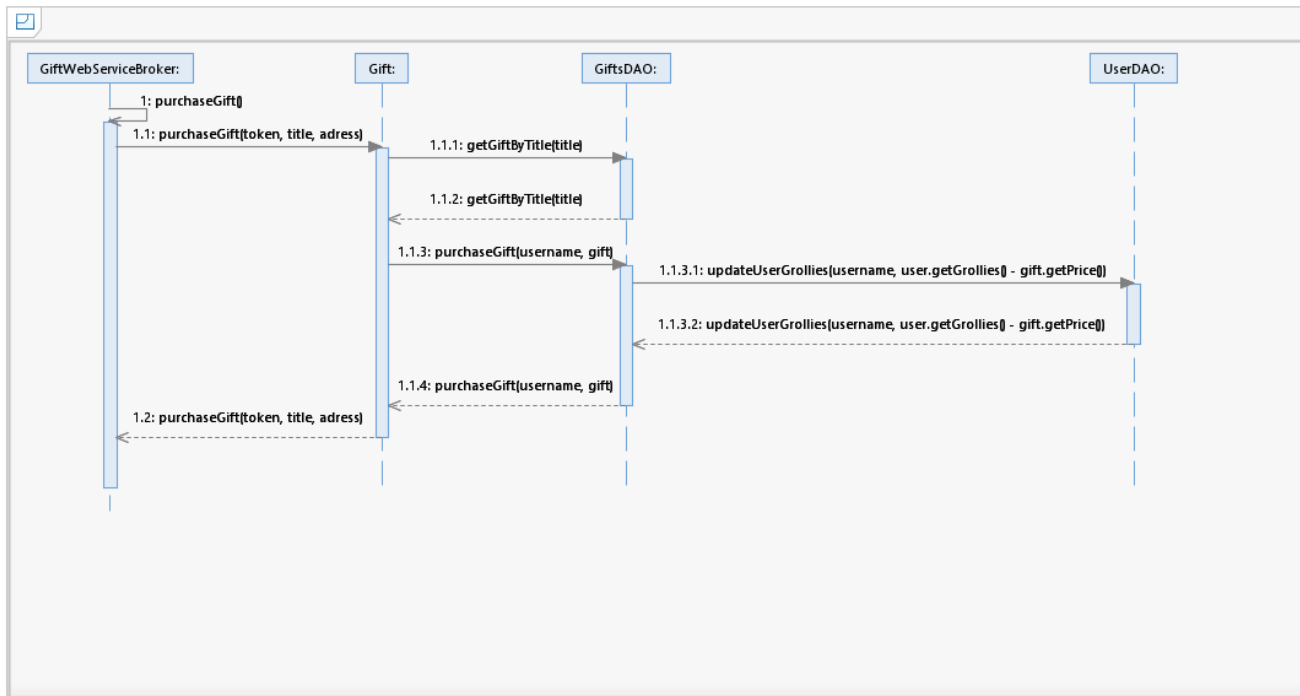 GiftWebServiceBroker:
Gift:
GiftsDAO:
UserDAO:
1: purchaseGift()
1.1: purchaseGift(token, title, adress)
1.1.1: getGiftByTitle(title)
1.1.2: getGiftByTitle(title)
1.1.3: purchaseGift(username, gift)
1.1.3.1: updateUserGrollies(username, user.getGrollies() - gift.getPrice())
1.1.3.2: updateUserGrollies(username, user.getGrollies() - gift.getPrice())
1.1.4: purchaseGift(username, gift)
1.2: purchaseGift(token, title, adress)